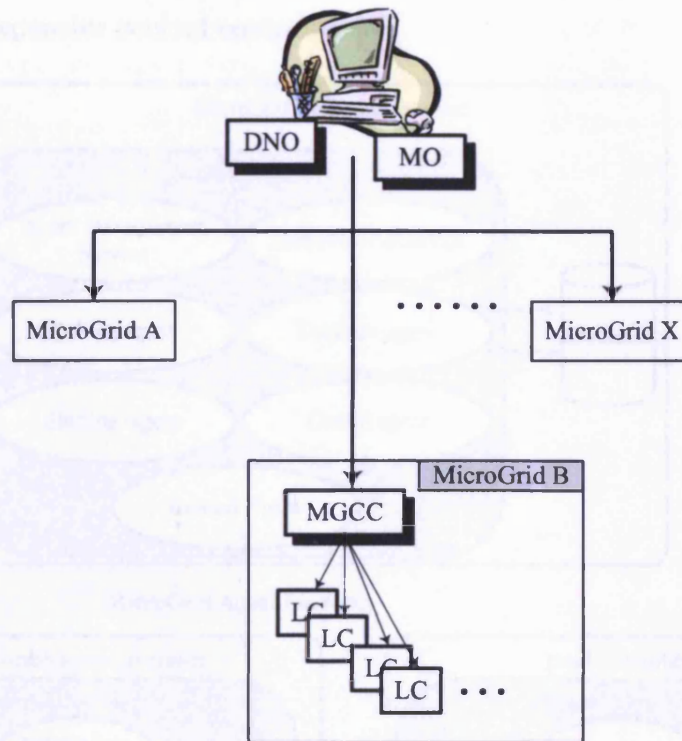 DNO
MO
MicroGrid A
. . . . . .
MicroGrid X
MicroGrid B
MGCC
LC
LC
LC
LC
. . .